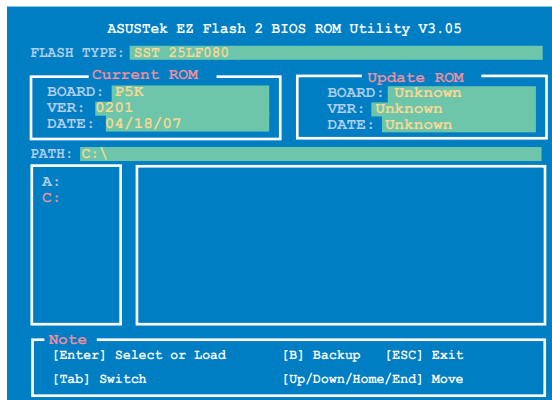 ASUSTek EZ Flash 2 BIOS ROM Utility V3.05
FLASH TYPE: SST 25LF080
Current ROM
BOARD: P5K
VER: 0201
DATE: 04/18/07
Update ROM
BOARD: Unknown
VER: Unknown
DATE: Unknown
PATH: C:\
A:
C:
Note
[Enter] Select or Load [B] Backup [ESC] Exit
[Tab] Switch [Up/Down/Home/End] Move